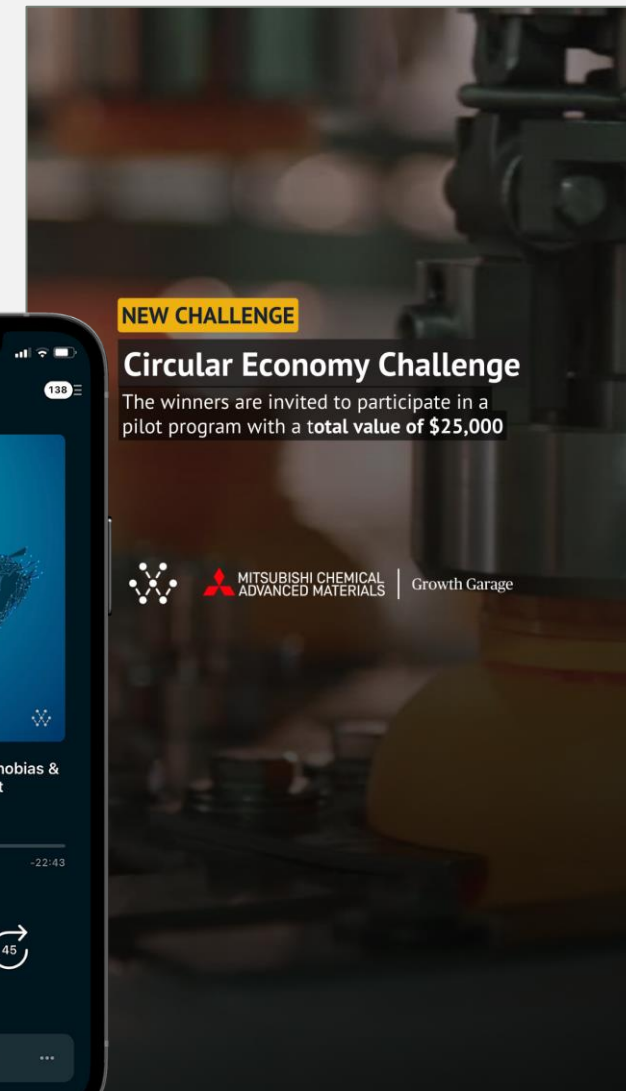 NEW CHALLENGE
Circular Economy Challenge
The winners are invited to participate in a
pilot program with a total value of $25,000
MITSUBISHI CHEMICAL
ADVANCED MATERIALS
Growth Garage
138
&
-22:43
45